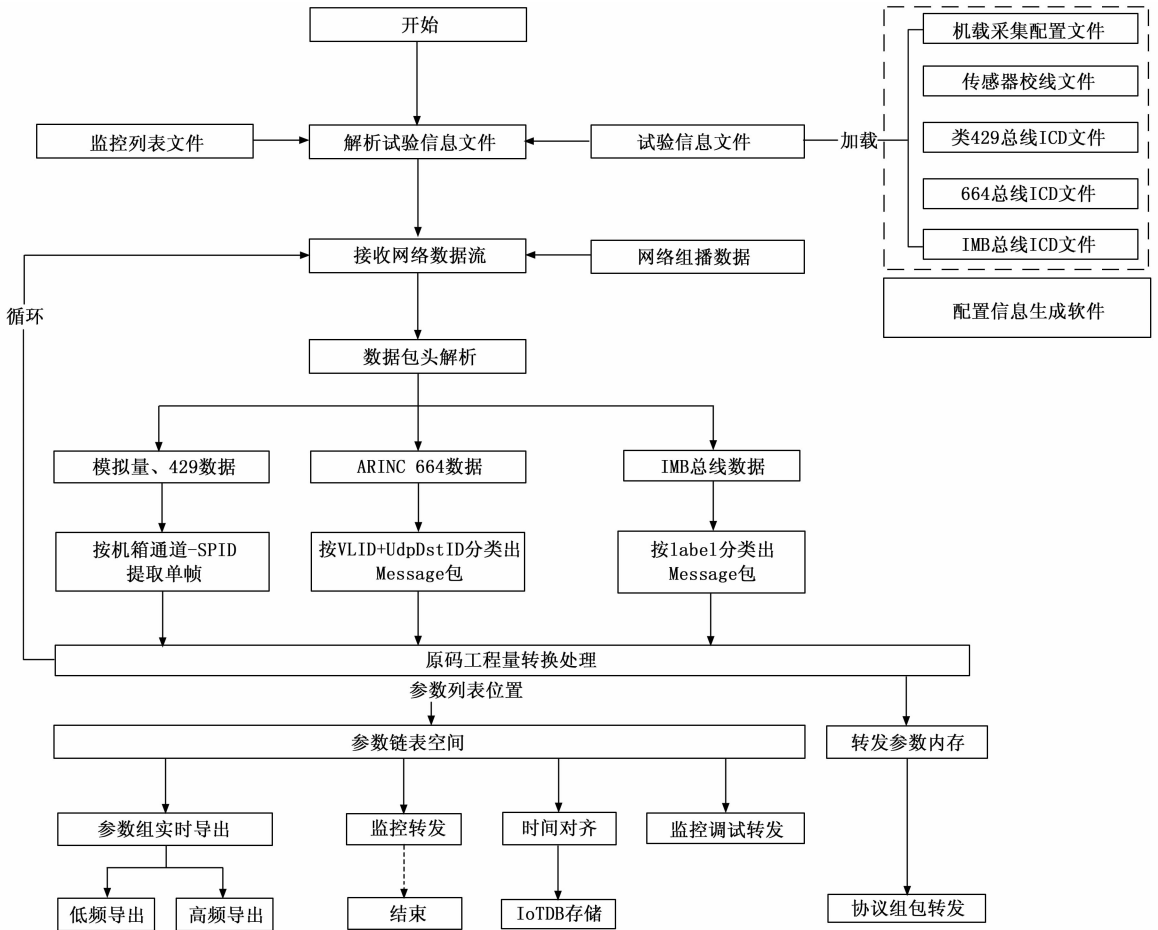 开始
机载采集配置文件
传感器校线文件
监控列表文件
解析试验信息文件
试验信息文件
加载
类429总线ICD文件
664总线ICD文件
IMB总线ICD文件
接收网络数据流
网络组播数据
配置信息生成软件
循环
数据包头解析
模拟量、429数据
ARINC 664数据
IMB总线数据
按机箱通道-SPID
提取单帧
按VLID+UdpDstID分类出
Message包
按label分类出
Message包
原码工程量转换处理
参数列表位置
参数链表空间
转发参数内存
参数组实时导出
监控转发
时间对齐
监控调试转发
低频导出
高频导出
结束
IoTDB存储
协议组包转发